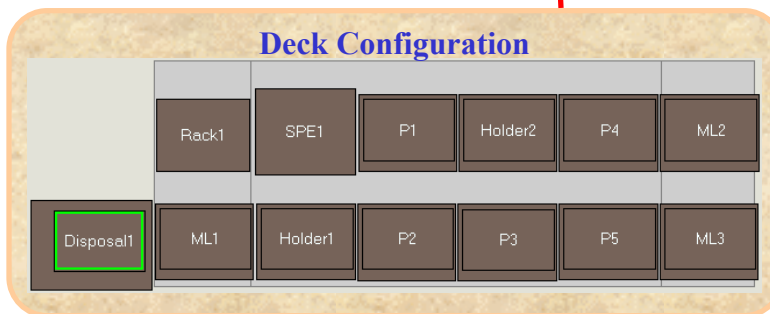 Deck Configuration
Rack1 SPE1 P1 Holder2 P4 ML2
Disposal1 ML1 Holder1 P2 P3 P5 ML3